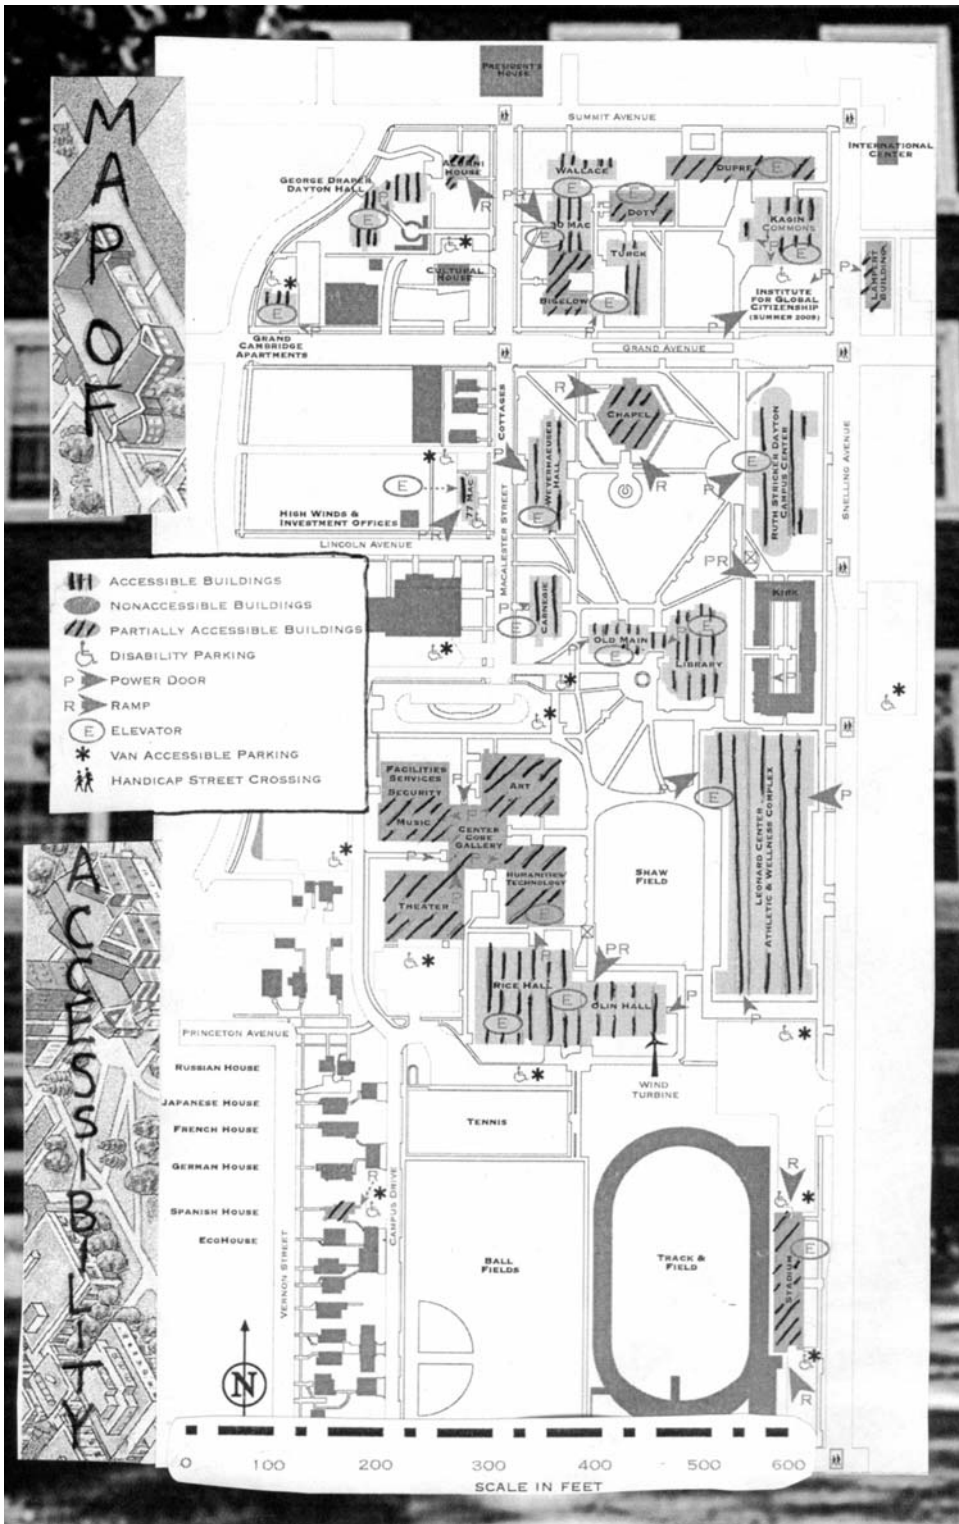 MAP OF
ACCESSIBILITY
PRESIDENT'S
HOUSE
SUMMIT AVENUE
INTERNATIONAL
CENTER
ALUMNI
HOUSE
GEORGE DRAPER
DAYTON HALL
E
P
R
WALLACE
E
PR
30 MAC
E
DOTY
E
TURCK
DUPRE
E
KAGIN
COMMONS
E
P
LAMPERT
BUILDING
P
P
CULTURAL
HOUSE
BIGELOW
E
R
INSTITUTE
FOR GLOBAL
CITIZENSHIP
(SUMMER 2009)
P
E
P
GRAND
CAMBRIDGE
APARTMENTS
GRAND AVENUE
COTTAGES
R
CHAPEL
R
P
WEYERHAEUSER
HALL
E
RUTH STRICKER DAYTON
CAMPUS CENTER
E
P
SNELLING AVENUE
E
77 MAC
PR
HIGH WINDS &
INVESTMENT OFFICES
LINCOLN AVENUE
MACALESTER STREET
ACCESSIBLE BUILDINGS
NONACCESSIBLE BUILDINGS
PARTIALLY ACCESSIBLE BUILDINGS
DISABILITY PARKING
P POWER DOOR
R RAMP
E ELEVATOR
* VAN ACCESSIBLE PARKING
HANDICAP STREET CROSSING
P
E
CARNEGIE
P
OLD MAIN
E
P
LIBRARY
E
PR
KIRK
P
FACILITIES
SERVICES
SECURITY
MUSIC
ART
P
P
CENTER
CORE
GALLERY
P
P
P
HUMANITIES/
TECHNOLOGY
E
THEATER
SHAW
FIELD
LEONARD CENTER
ATHLETIC & WELLNESS COMPLEX
E
P
P
P
P
PR
RICE HALL
E
E
OLIN HALL
P
WIND
TURBINE
PRINCETON AVENUE
RUSSIAN HOUSE
JAPANESE HOUSE
FRENCH HOUSE
GERMAN HOUSE
SPANISH HOUSE
ECOHOUSE
R
TENNIS
VERNON STREET
CAMPUS DRIVE
BALL
FIELDS
TRACK &
FIELD
R
STADIUM
E
R
N
0 100 200 300 400 500 600
SCALE IN FEET